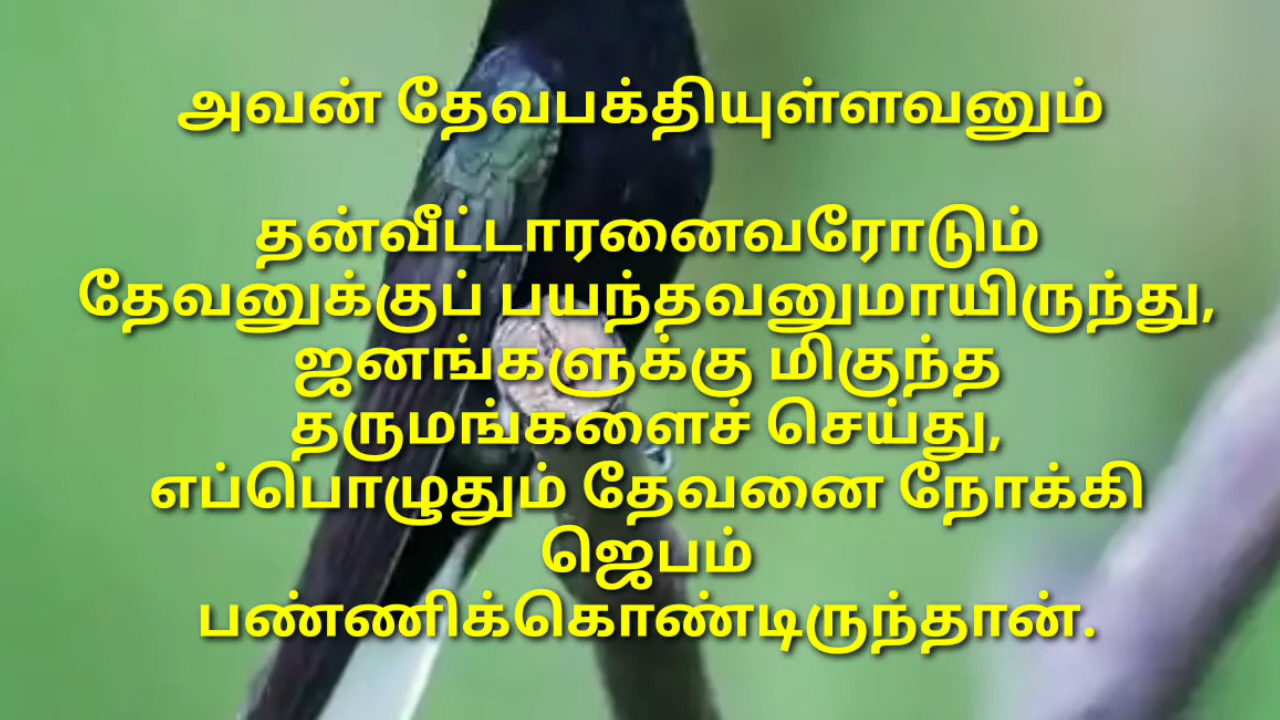 அவன் தேவபக்தியுள்ளவனும்
தன்வீட்டாரனைவரோடும்
தேவனுக்குப் பயந்தவனுமாயிருந்து,
ஜனங்களுக்கு மிகுந்த
தருமங்களைச் செய்து,
எப்பொழுதும் தேவனை நோக்கி
ஜெபம்
பண்ணிக்கொண்டிருந்தான்.